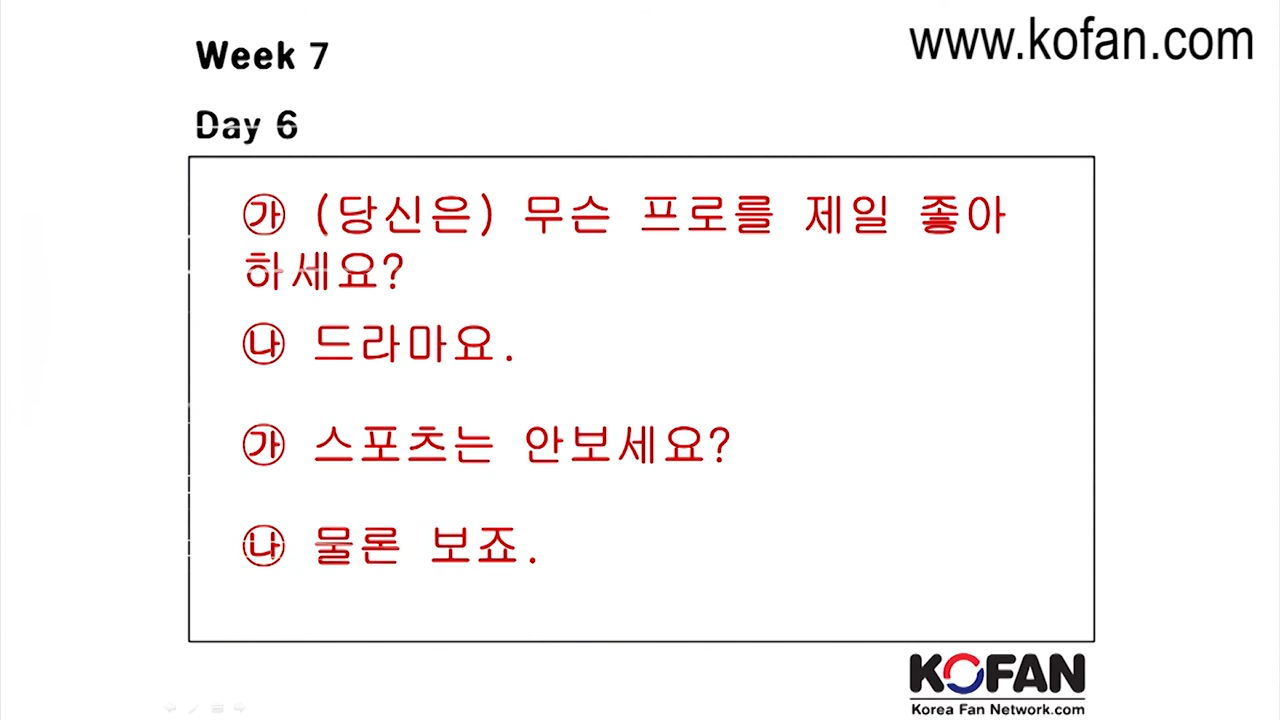 www.kofan.com
Week 7
Day 6
㉮ (당신은) 무슨 프로를 제일 좋아
하세요?
㉯ 드라마요.
㉮ 스포츠는 안보세요?
㉯ 물론 보죠.
KOFAN
Korea Fan Network.com